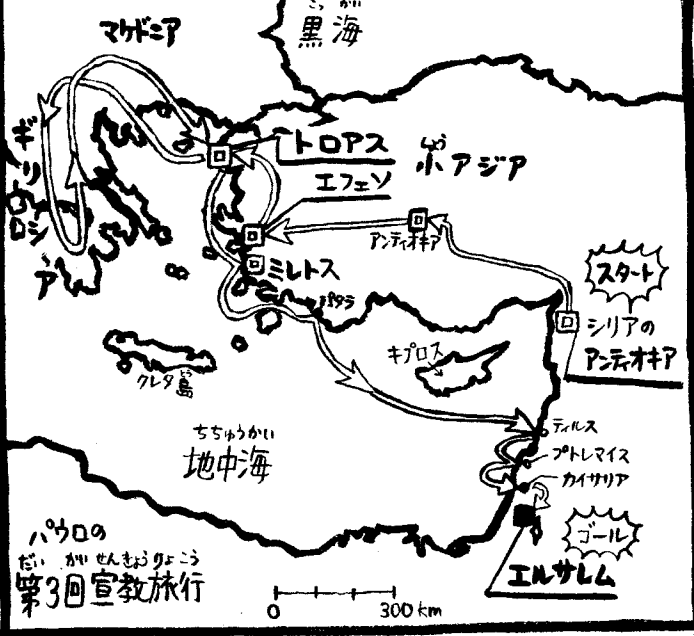 マケドニア
こっかい
黒海
ギリシア
トロアス
しょう
小アジア
エフェソ
アンティオキア
ミレトス
パタラ
スタート
シリアの
アンティオキア
キプロス
クレタ島
とう
ちちゅうかい
地中海
ティルス
プトレマイス
カイサリア
ゴール
エルサレム
パウロの
だい かい せんきょうりょこう
第3回宣教旅行
0 300km